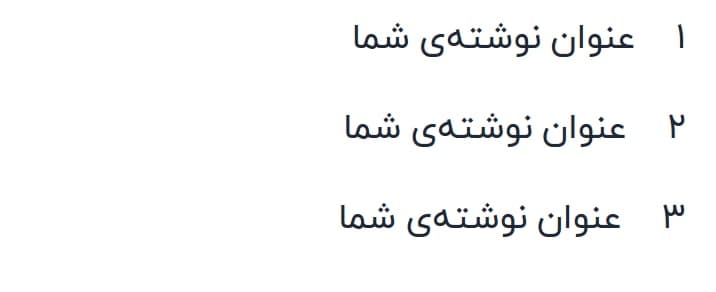 ۱ عنوان نوشته‌ی شما
۲ عنوان نوشته‌ی شما
۳ عنوان نوشته‌ی شما